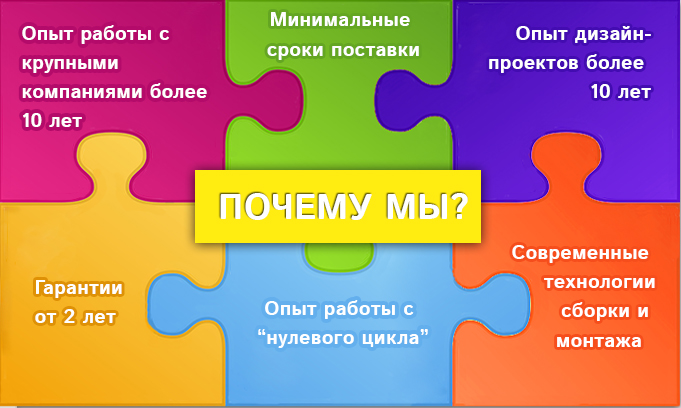 Опыт работы с
крупными
компаниями более
10 лет
Минимальные
сроки поставки
Опыт дизайн-
проектов более
10 лет
ПОЧЕМУ МЫ?
Гарантии
от 2 лет
Опыт работы с
“нулевого цикла”
Современные
технологии
сборки и
монтажа